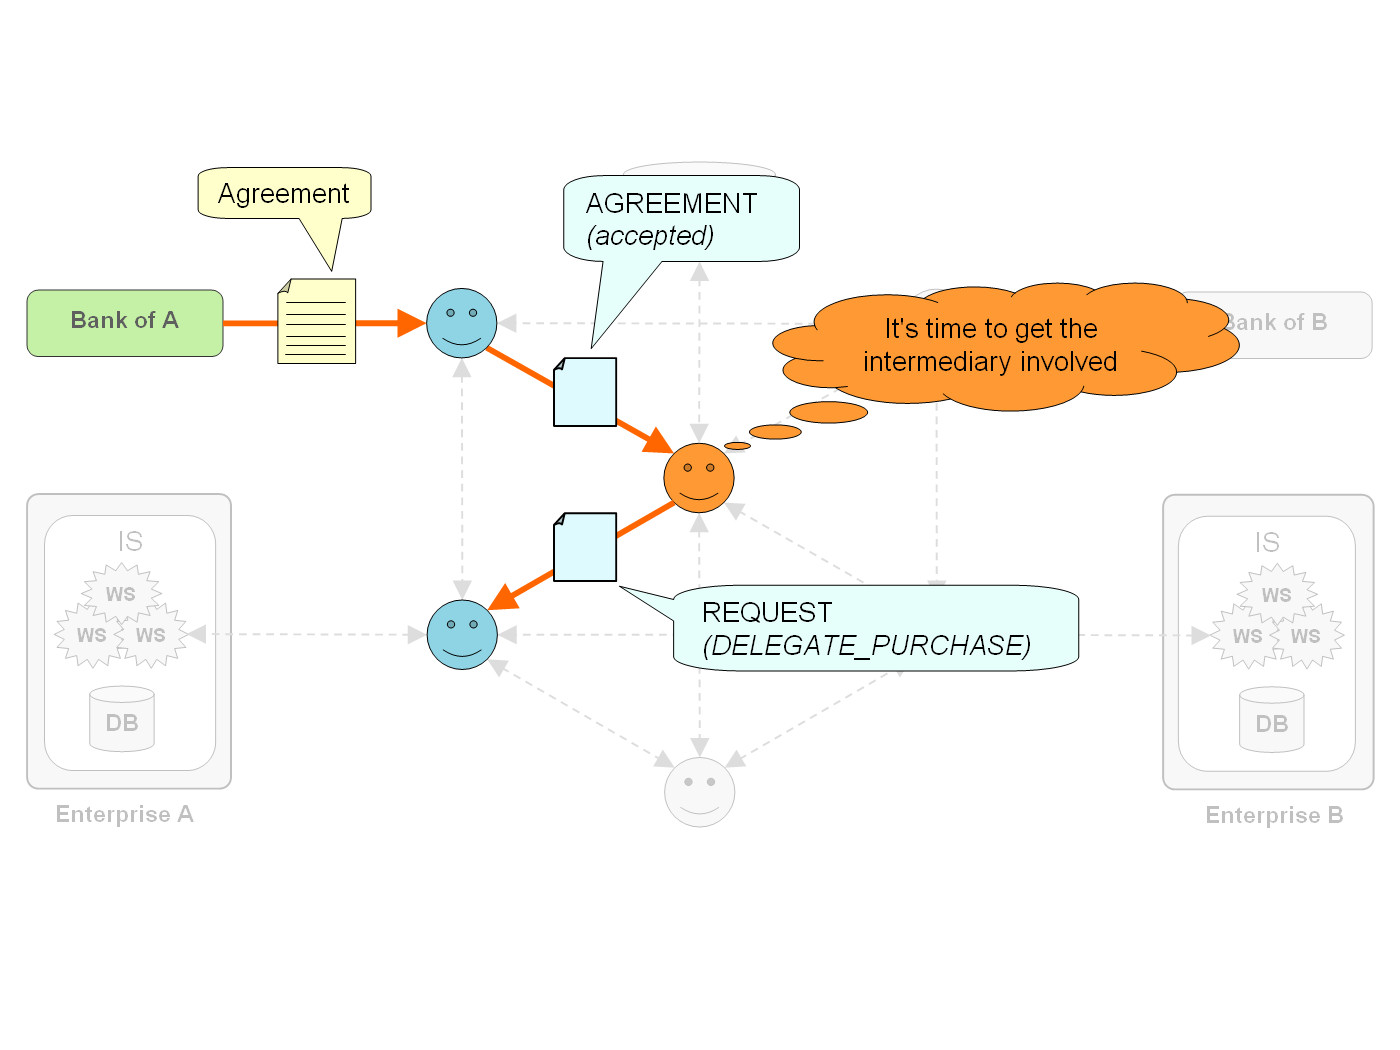 Agreement
AGREEMENT
(accepted)
Bank of A
It's time to get the
intermediary involved
Bank of B
REQUEST
(DELEGATE_PURCHASE)
IS
WS
WS
WS
DB
Enterprise A
IS
WS
WS
WS
DB
Enterprise B